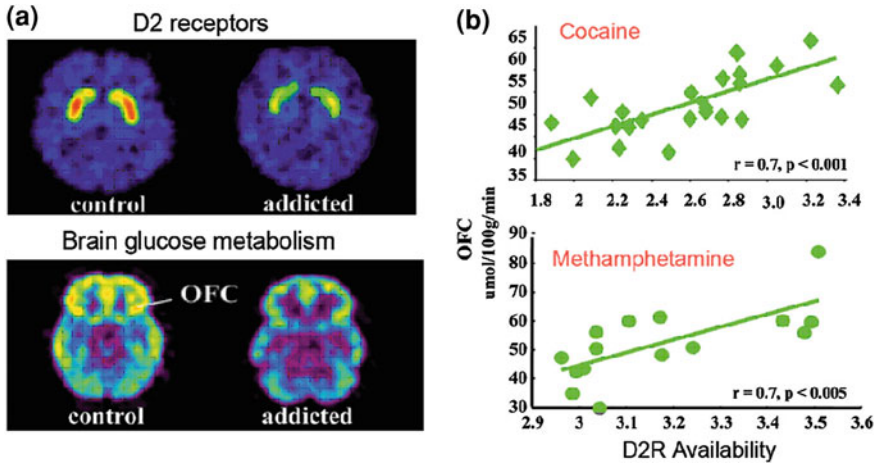 (a)
D2 receptors
control
addicted
Brain glucose metabolism
OFC
control
addicted
(b)
Cocaine
65
60
55
50
45
40
35
r = 0.7, p < 0.001
1.8 2 2.2 2.4 2.6 2.8 3 3.2 3.4
OFC
umol/100g/min
90
Methamphetamine
80
70
60
50
40
30
r = 0.7, p < 0.005
2.9 3 3.1 3.2 3.3 3.4 3.5 3.6
D2R Availability